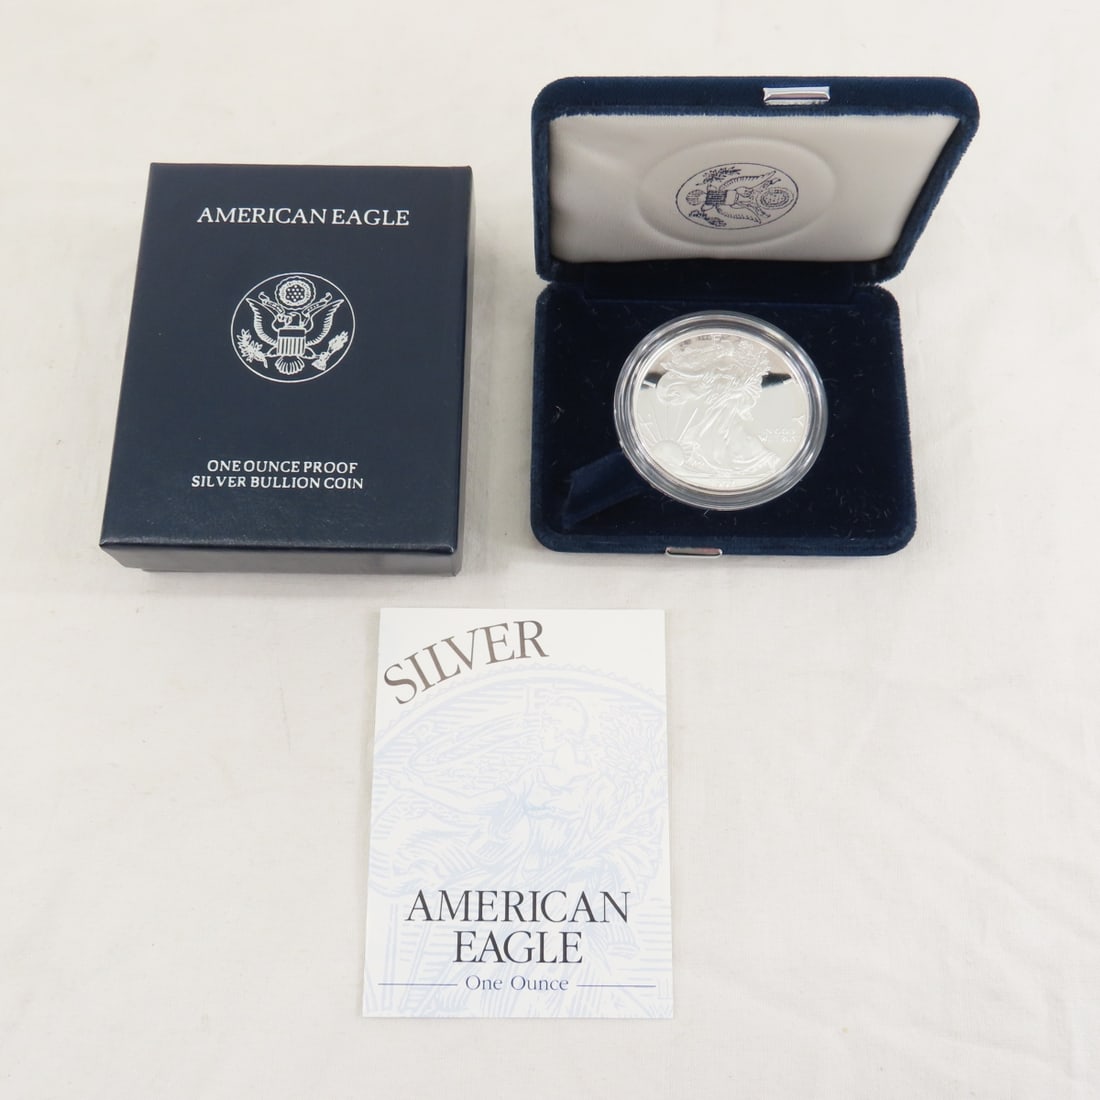 AMERICAN EAGLE
ONE OUNCE PROOF
SILVER BULLION COIN
SILVER
AMERICAN
EAGLE
One Ounce